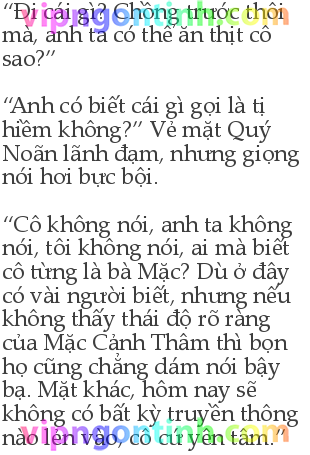 “Đi cái gì? Chồng trước thôi
mà, anh ta có thể ăn thịt cô
sao?”
“Anh có biết cái gì gọi là tị
hiềm không?” Vẻ mặt Quý
Noãn lãnh đạm, nhưng giọng
nói hơi bực bội.
“Cô không nói, anh ta không
nói, tôi không nói, ai mà biết
cô từng là bà Mặc? Dù ở đây
có vài người biết, nhưng nếu
không thấy thái độ rõ ràng
của Mặc Cảnh Thâm thì bọn
họ cũng chẳng dám nói bậy
bạ. Mặt khác, hôm nay sẽ
không có bất kỳ truyền thông
nào lên vào, cô cứ yên tâm.”
vipngontinh.com
vipngontinh.com